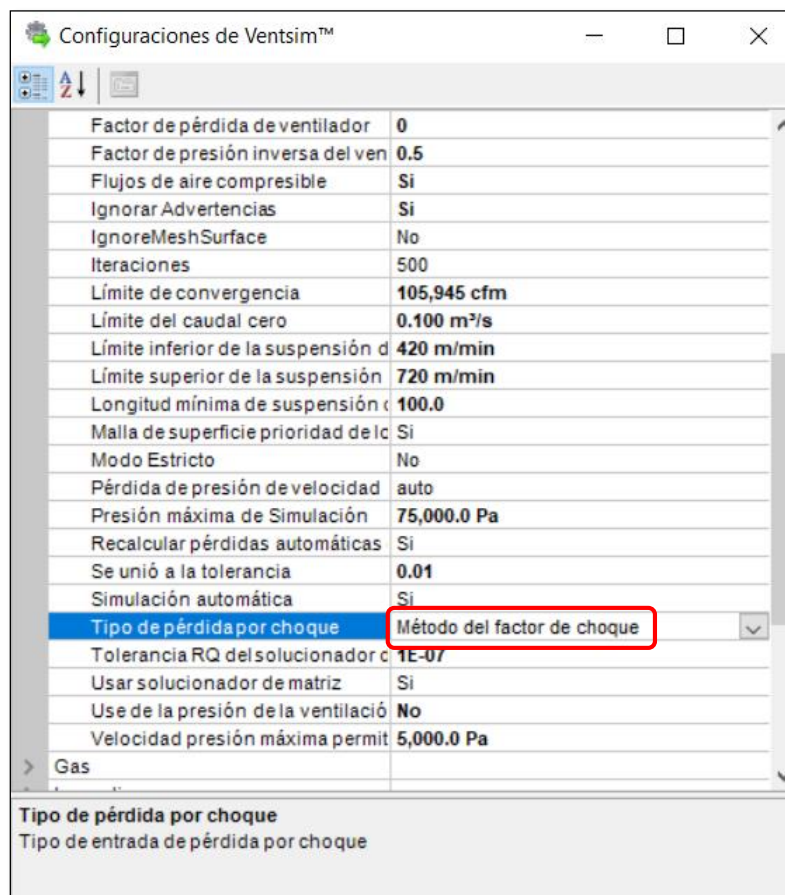 Configuraciones de Ventsim™
Factor de pérdida de ventilador 0
Factor de presión inversa del ven 0.5
Flujos de aire compresible Si
Ignorar Advertencias Si
IgnoreMeshSurface No
Iteraciones 500
Límite de convergencia 105,945 cfm
Límite del caudal cero 0.100 m³/s
Límite inferior de la suspensión d 420 m/min
Límite superior de la suspensión 720 m/min
Longitud mínima de suspensión 100.0
Malla de superficie prioridad de lo Si
Modo Estricto No
Pérdida de presión de velocidad auto
Presión máxima de Simulación 75,000.0 Pa
Recalcular pérdidas automáticas Si
Se unió a la tolerancia 0.01
Simulación automática Si
Tipo de pérdida por choque Método del factor de choque
Tolerancia RQ del solucionador 1E-07
Usar solucionador de matriz Si
Use de la presión de la ventilació No
Velocidad presión máxima permit 5,000.0 Pa
Gas
Tipo de pérdida por choque
Tipo de entrada de pérdida por choque